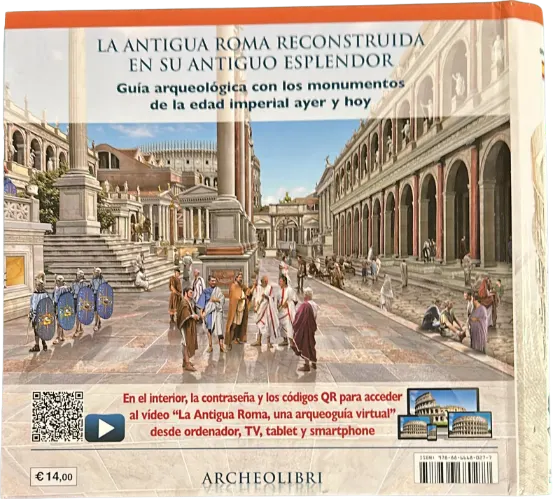 LA ANTIGUA ROMA RECONSTRUIDA
EN SU ANTIGUO ESPLENDOR
Guía arqueológica con los monumentos
de la edad imperial ayer y hoy
En el interior, la contraseña y los códigos QR para acceder
al vídeo “La Antigua Roma, una arqueoguía virtual”
desde ordenador, TV, tablet y smartphone
€ 14,00
ARCHEOLIBRI